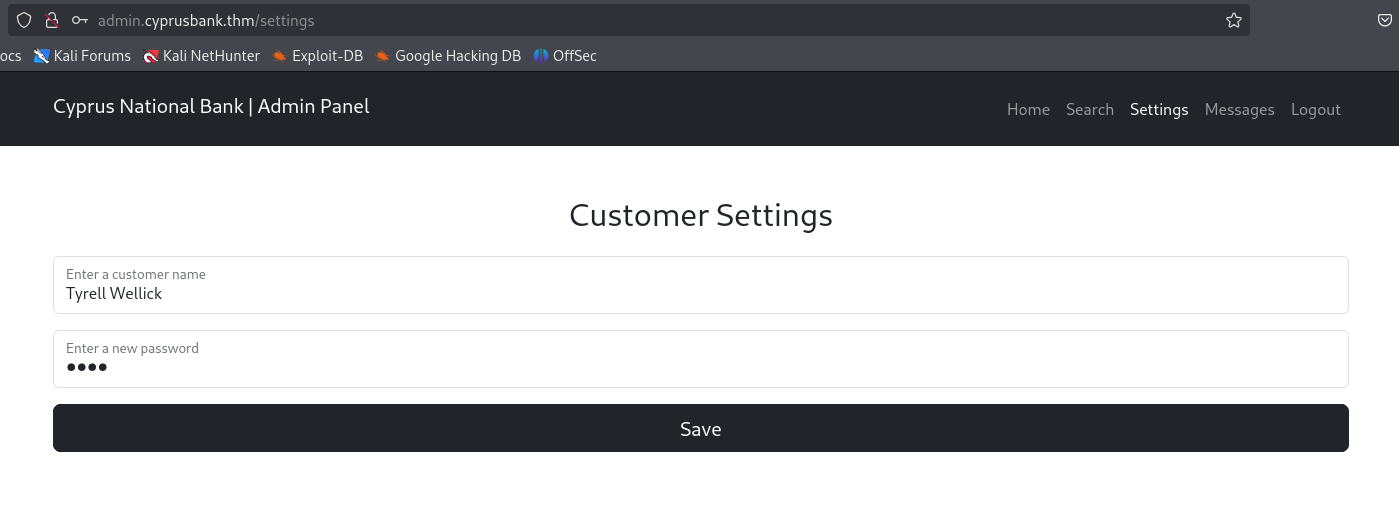 admin.cyprusbank.thm/settings
ocs Kali Forums Kali NetHunter Exploit-DB Google Hacking DB OffSec
Cyprus National Bank | Admin Panel Home Search Settings Messages Logout
Customer Settings
Enter a customer name
Tyrell Wellick
Enter a new password
●●●●
Save